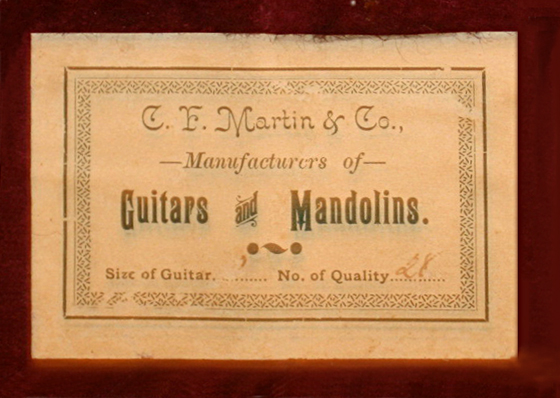 C. F. Martin & Co.,
—Manufacturers of—
Guitars and Mandolins.
Size of Guitar. ......... No. of Quality 28